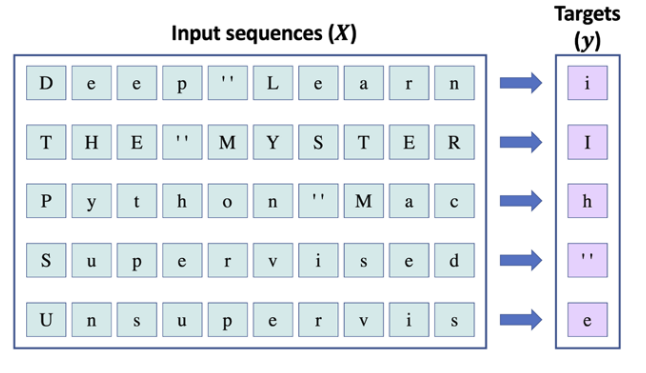 Input sequences (X)
Targets
(y)
D e e p '' L e a r n i
T H E '' M Y S T E R I
P y t h o n '' M a c h
S u p e r v i s e d ''
U n s u p e r v i s e